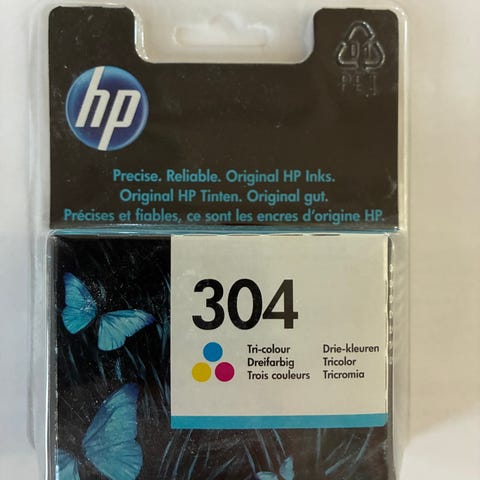 hp
Precise. Reliable. Original HP Inks.
Original HP Tinten. Original gut.
Précises et fiables, ce sont les encres d'origine HP.
304
Tri-colour Drie-kleuren
Dreifarbig Tricolor
Trois couleurs Tricromia